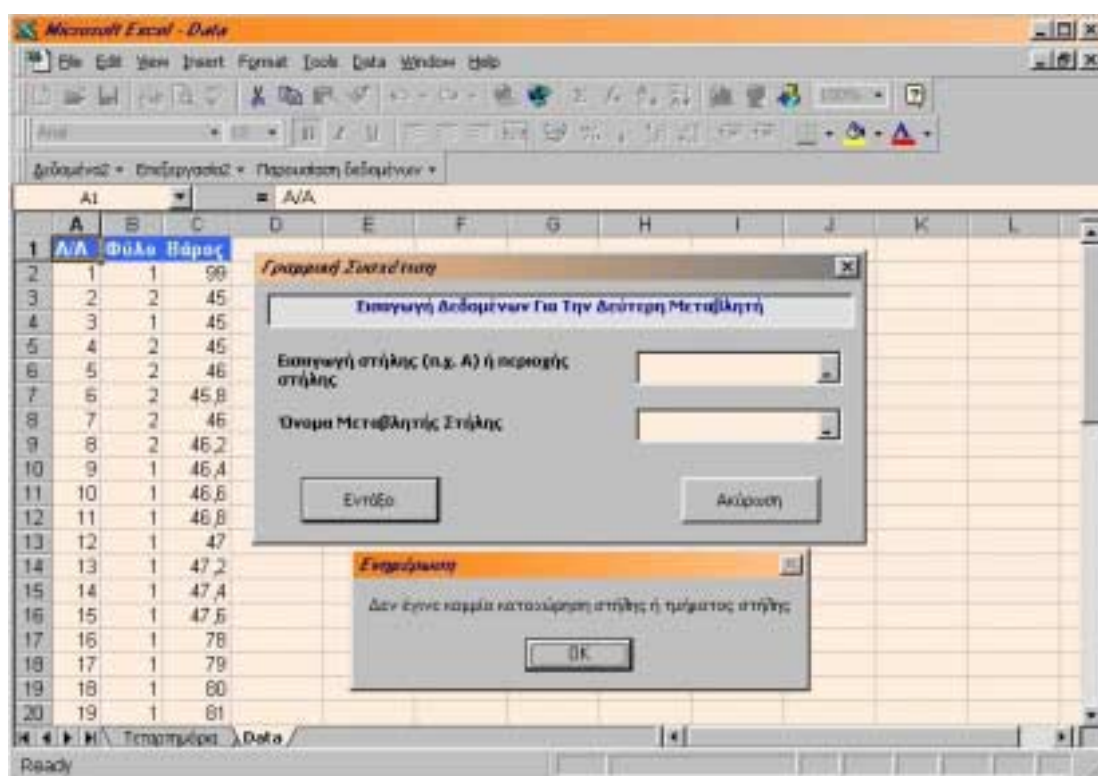 Microsoft Excel - Data
File Edit View Insert Format Tools Data Window Help
100%
Arial 10
Δεδομένα2 Επεξεργασία2 Παρουσίαση δεδομένων
A1 = A/A
A B C D E F G H I J K L
1 A/A Φύλο Βάρος
2 1 1 99
3 2 2 45
4 3 1 45
5 4 2 45
6 5 2 46
7 6 2 45,8
8 7 2 46
9 8 2 46,2
10 9 1 46,4
11 10 1 46,6
12 11 1 46,8
13 12 1 47
14 13 1 47,2
15 14 1 47,4
16 15 1 47,6
17 16 1 78
18 17 1 79
19 18 1 80
20 19 1 81
Γραμμική Συσχέτιση
Εισαγωγή Δεδομένων Για Την Δεύτερη Μεταβλητή
Εισαγωγή στήλης (π.χ. Α) ή περιοχής
στήλης
Όνομα Μεταβλητής Στήλης
Εντάξει Ακύρωση
Ενημέρωση
Δεν έγινε καμμία καταχώρηση στήλης ή τμήματος στήλης
OK
Τεταρτημόρια Data
Ready